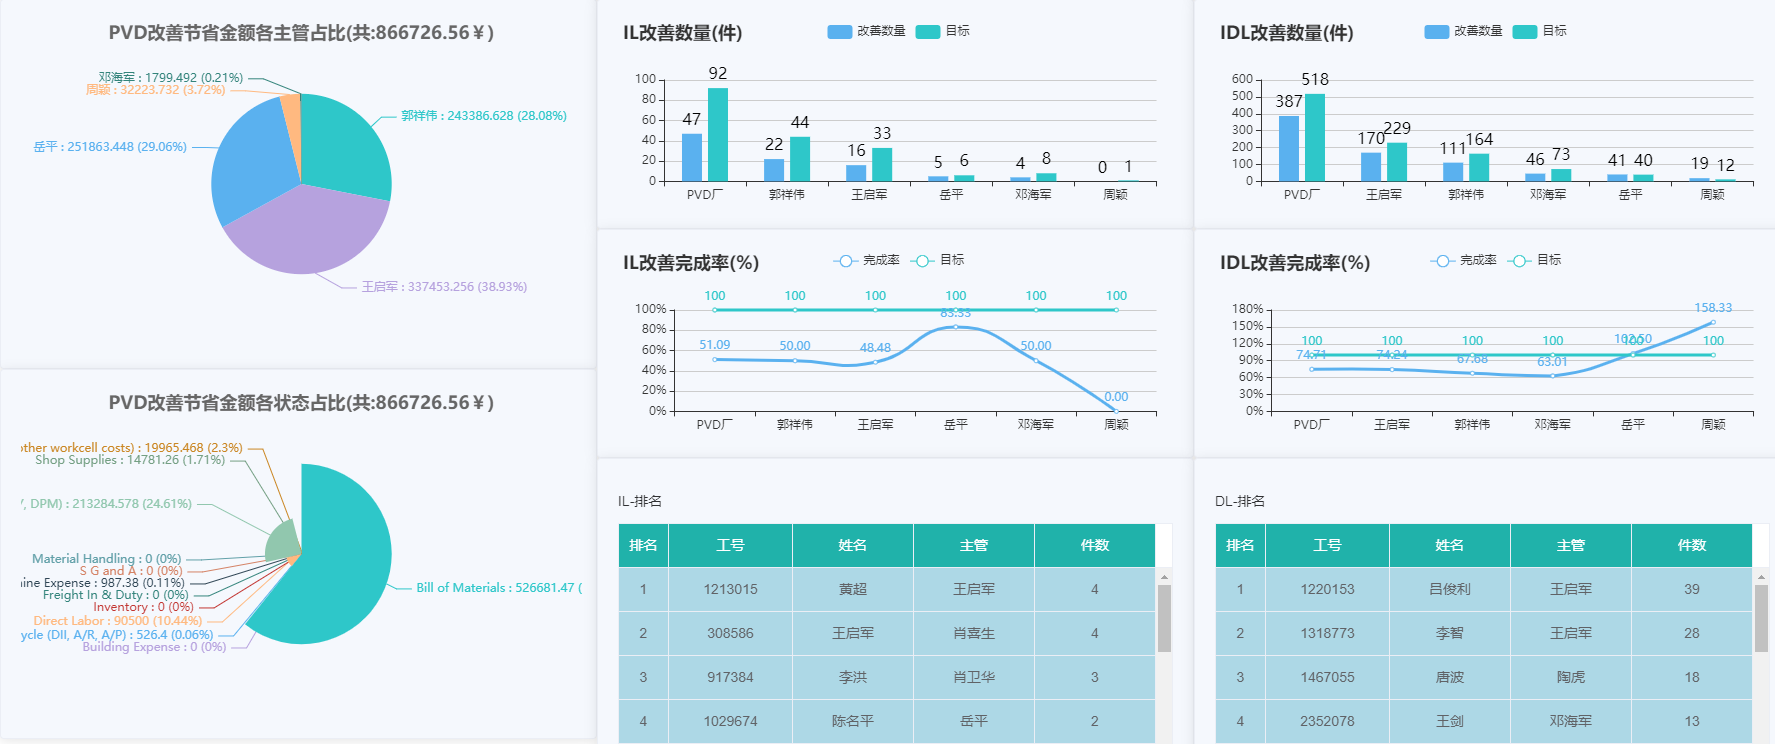 PVD改善节省金额各主管占比(共:866726.56￥)
邓海军 : 1799.492 (0.21%)
周颖 : 32223.732 (3.72%)
郭祥伟 : 243386.628 (28.08%)
岳平 : 251863.448 (29.06%)
王启军 : 337453.256 (38.93%)
PVD改善节省金额各状态占比(共:866726.56￥)
other workcell costs) : 19965.468 (2.3%)
Shop Supplies : 14781.26 (1.71%)
, DPM) : 213284.578 (24.61%)
Material Handling : 0 (0%)
S G and A : 0 (0%)
ine Expense : 987.38 (0.11%)
Freight In & Duty : 0 (0%)
Inventory : 0 (0%)
Direct Labor : 90500 (10.44%)
ycle (DII, A/R, A/P) : 526.4 (0.06%)
Building Expense : 0 (0%)
Bill of Materials : 526681.47 (
IL改善数量(件)
改善数量 目标
100
80
60
40
20
0
47 92 22 44 16 33 5 6 4 8 0 1
PVD厂 郭祥伟 王启军 岳平 邓海军 周颖
IL改善完成率(%)
完成率 目标
100 100 100 100 100 100
100%
80%
60%
40%
20%
0%
51.09 50.00 48.48 83.33 50.00 0.00
PVD厂 郭祥伟 王启军 岳平 邓海军 周颖
IL-排名
排名 工号 姓名 主管 件数
1 1213015 黄超 王启军 4
2 308586 王启军 肖喜生 4
3 917384 李洪 肖卫华 3
4 1029674 陈名平 岳平 2
IDL改善数量(件)
改善数量 目标
600
500
400
300
200
100
0
387 518 170 229 111 164 46 73 41 40 19 12
PVD厂 王启军 郭祥伟 邓海军 岳平 周颖
IDL改善完成率(%)
完成率 目标
180%
150%
120%
90%
60%
30%
0%
100 100 100 100 100 100
74.71 74.24 67.68 63.01 102.50 158.33
PVD厂 王启军 郭祥伟 邓海军 岳平 周颖
DL-排名
排名 工号 姓名 主管 件数
1 1220153 吕俊利 王启军 39
2 1318773 李智 王启军 28
3 1467055 唐波 陶虎 18
4 2352078 王剑 邓海军 13